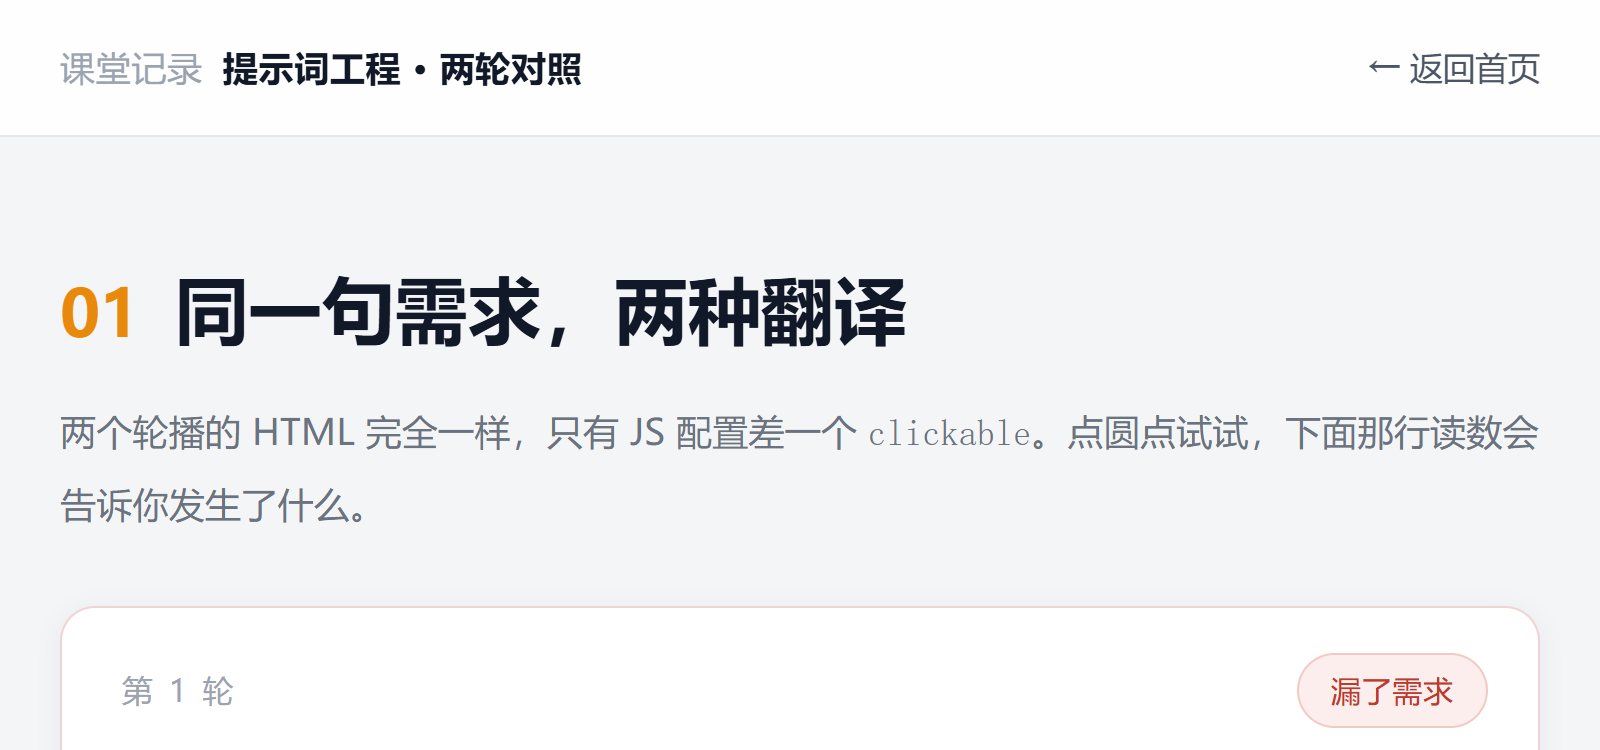 课堂记录 提示词工程·两轮对照 ← 返回首页
01 同一句需求，两种翻译
两个轮播的 HTML 完全一样，只有 JS 配置差一个 clickable。点圆点试试，下面那行读数会
告诉你发生了什么。
第 1 轮 漏了需求